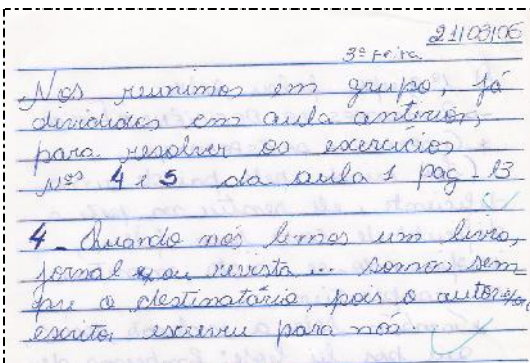 21/03/06
3ª feira
Nos reunimos em grupo, já
divididos em aula anterior,
para resolver os exercícios
Nºs 4 e 5 da aula 1 pag - 13
4 - Quando nós lemos um livro,
jornal e ou revista ... somos sem
pre o destinatário, pois o autor e/ou
escritor escreveu para nós.